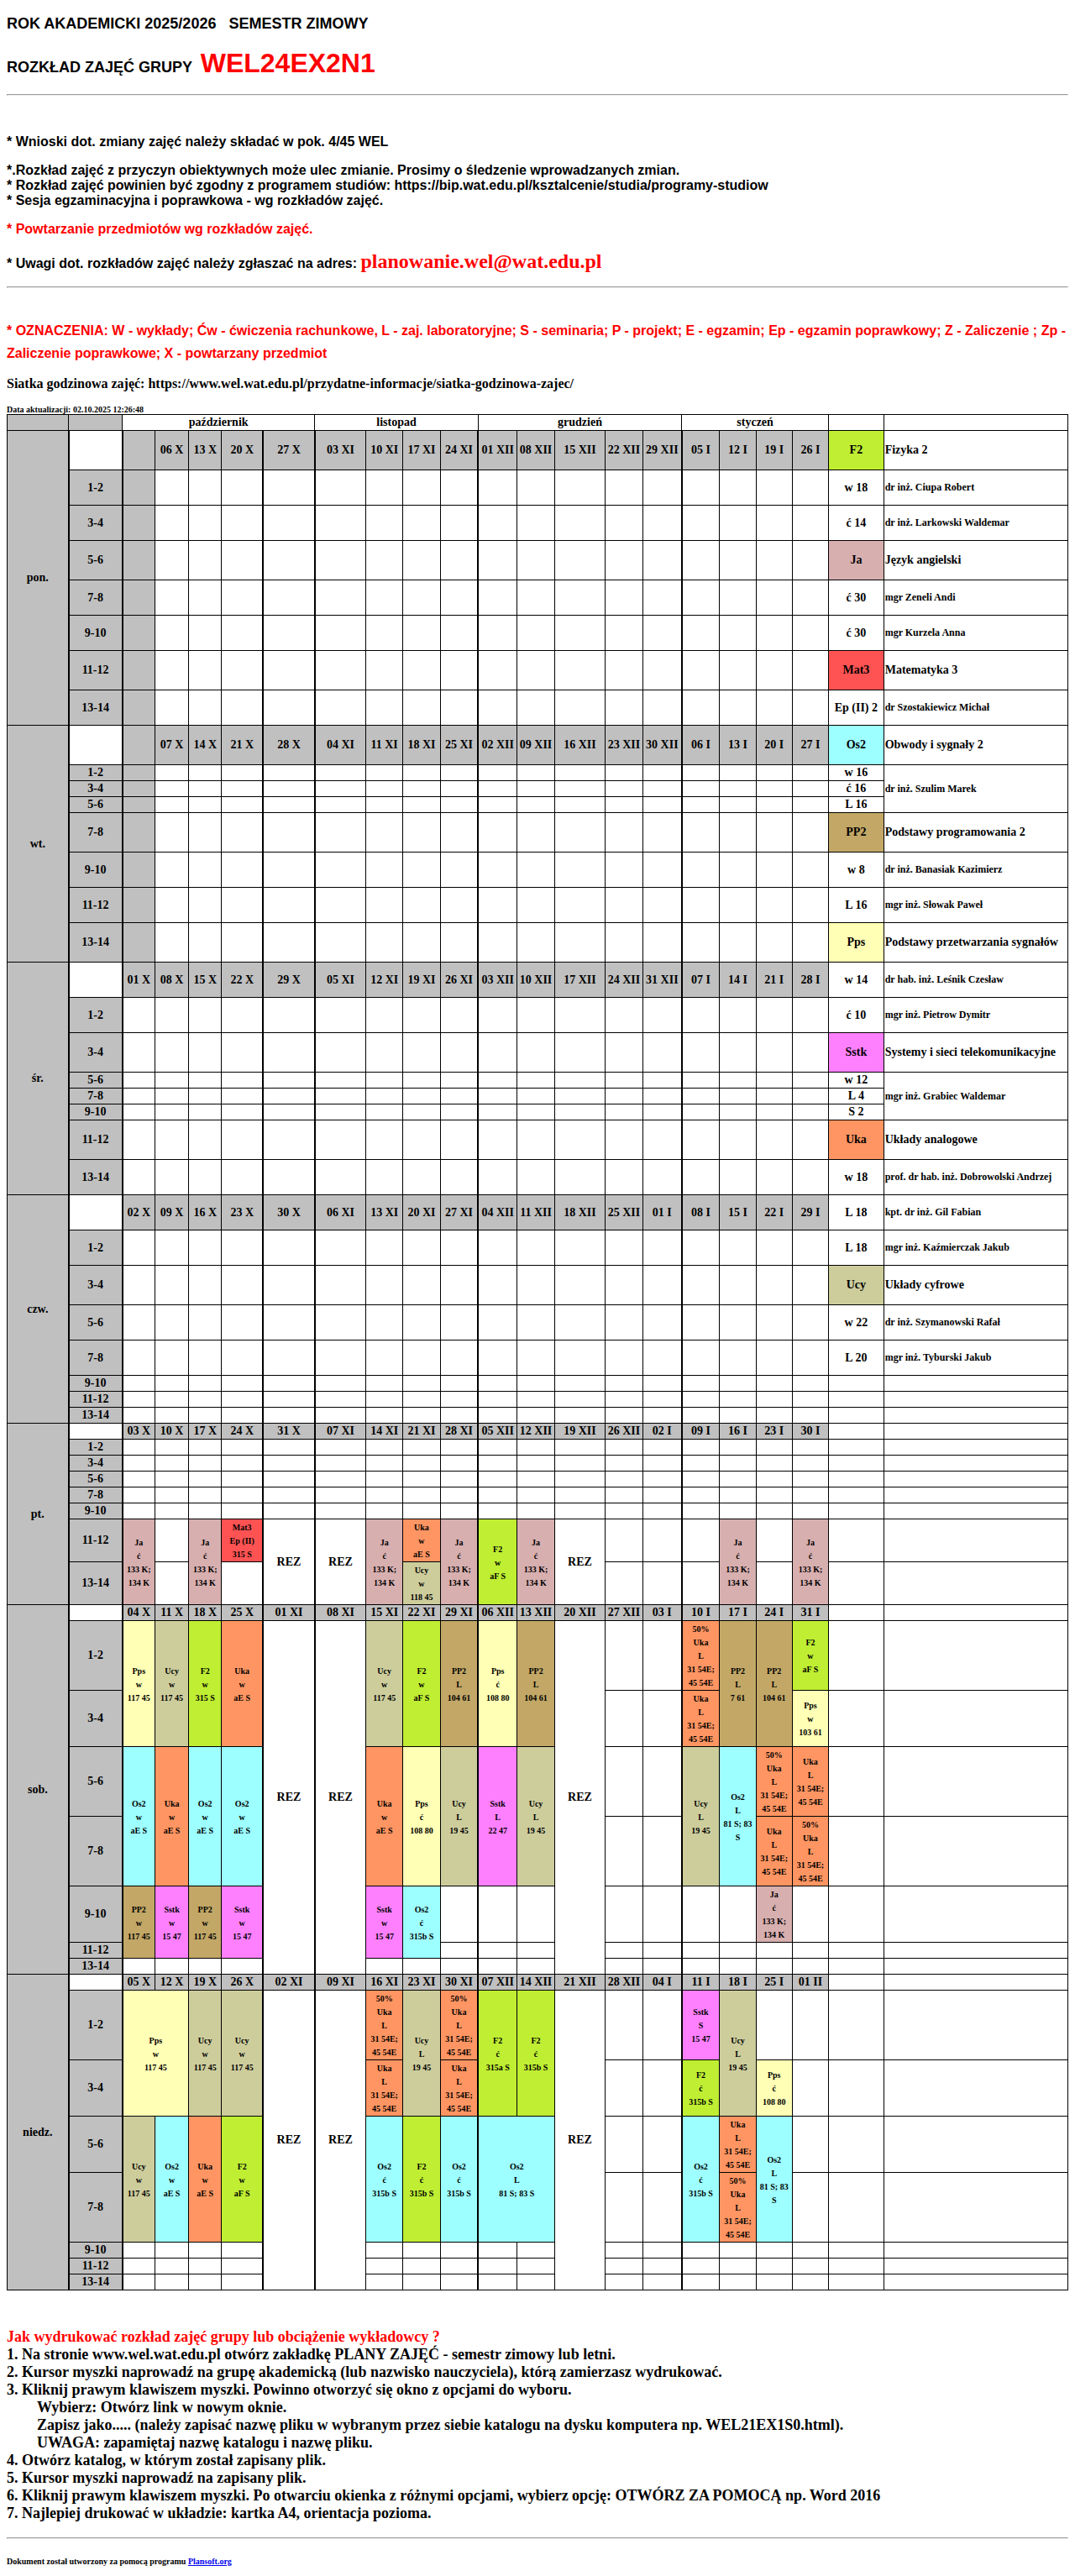 ROK AKADEMICKI 2025/2026 SEMESTR ZIMOWY
ROZKŁAD ZAJĘĆ GRUPY WEL24EX2N1
* Wnioski dot. zmiany zajęć należy składać w pok. 4/45 WEL
*.Rozkład zajęć z przyczyn obiektywnych może ulec zmianie. Prosimy o śledzenie wprowadzanych zmian.
* Rozkład zajęć powinien być zgodny z programem studiów: https://bip.wat.edu.pl/ksztalcenie/studia/programy-studiow
* Sesja egzaminacyjna i poprawkowa - wg rozkładów zajęć.
* Powtarzanie przedmiotów wg rozkładów zajęć.
* Uwagi dot. rozkładów zajęć należy zgłaszać na adres: planowanie.wel@wat.edu.pl
* OZNACZENIA: W - wykłady; Ćw - ćwiczenia rachunkowe, L - zaj. laboratoryjne; S - seminaria; P - projekt; E - egzamin; Ep - egzamin poprawkowy; Z - Zaliczenie ; Zp -
Zaliczenie poprawkowe; X - powtarzany przedmiot
Siatka godzinowa zajęć: https://www.wel.wat.edu.pl/przydatne-informacje/siatka-godzinowa-zajec/
Data aktualizacji: 02.10.2025 12:26:48
październik listopad grudzień styczeń
pon.
06 X 13 X 20 X 27 X 03 XI 10 XI 17 XI 24 XI 01 XII 08 XII 15 XII 22 XII 29 XII 05 I 12 I 19 I 26 I F2 Fizyka 2
1-2 w 18 dr inż. Ciupa Robert
3-4 ć 14 dr inż. Larkowski Waldemar
5-6 Ja Język angielski
7-8 ć 30 mgr Zeneli Andi
9-10 ć 30 mgr Kurzela Anna
11-12 Mat3 Matematyka 3
13-14 Ep (II) 2 dr Szostakiewicz Michał
wt.
07 X 14 X 21 X 28 X 04 XI 11 XI 18 XI 25 XI 02 XII 09 XII 16 XII 23 XII 30 XII 06 I 13 I 20 I 27 I Os2 Obwody i sygnały 2
1-2 w 16
3-4 ć 16 dr inż. Szulim Marek
5-6 L 16
7-8 PP2 Podstawy programowania 2
9-10 w 8 dr inż. Banasiak Kazimierz
11-12 L 16 mgr inż. Słowak Paweł
13-14 Pps Podstawy przetwarzania sygnałów
śr.
01 X 08 X 15 X 22 X 29 X 05 XI 12 XI 19 XI 26 XI 03 XII 10 XII 17 XII 24 XII 31 XII 07 I 14 I 21 I 28 I w 14 dr hab. inż. Leśnik Czesław
1-2 ć 10 mgr inż. Pietrow Dymitr
3-4 Sstk Systemy i sieci telekomunikacyjne
5-6 w 12
7-8 L 4 mgr inż. Grabiec Waldemar
9-10 S 2
11-12 Uka Układy analogowe
13-14 w 18 prof. dr hab. inż. Dobrowolski Andrzej
czw.
02 X 09 X 16 X 23 X 30 X 06 XI 13 XI 20 XI 27 XI 04 XII 11 XII 18 XII 25 XII 01 I 08 I 15 I 22 I 29 I L 18 kpt. dr inż. Gil Fabian
1-2 L 18 mgr inż. Kaźmierczak Jakub
3-4 Ucy Układy cyfrowe
5-6 w 22 dr inż. Szymanowski Rafał
7-8 L 20 mgr inż. Tyburski Jakub
9-10
11-12
13-14
pt.
03 X 10 X 17 X 24 X 31 X 07 XI 14 XI 21 XI 28 XI 05 XII 12 XII 19 XII 26 XII 02 I 09 I 16 I 23 I 30 I
1-2
3-4
5-6
7-8
9-10
11-12 Ja ć 133 K; 134 K Ja ć 133 K; 134 K Mat3 Ep (II) 315 S REZ REZ Ja ć 133 K; 134 K Uka w aE S Ja ć 133 K; 134 K F2 w aF S Ja ć 133 K; 134 K REZ Ja ć 133 K; 134 K Ja ć 133 K; 134 K
13-14 Ucy w 118 45
sob.
04 X 11 X 18 X 25 X 01 XI 08 XI 15 XI 22 XI 29 XI 06 XII 13 XII 20 XII 27 XII 03 I 10 I 17 I 24 I 31 I
1-2 Pps w 117 45 Ucy w 117 45 F2 w 315 S Uka w aE S REZ REZ Ucy w 117 45 F2 w aF S PP2 L 104 61 Pps ć 108 80 PP2 L 104 61 REZ 50% Uka L 31 54E; 45 54E PP2 L 7 61 PP2 L 104 61 F2 w aF S
3-4 Uka L 31 54E; 45 54E Pps w 103 61
5-6 Os2 w aE S Uka w aE S Os2 w aE S Os2 w aE S Uka w aE S Pps ć 108 80 Ucy L 19 45 Sstk L 22 47 Ucy L 19 45 Ucy L 19 45 Os2 L 81 S; 83 S 50% Uka L 31 54E; 45 54E Uka L 31 54E; 45 54E
7-8 Uka L 31 54E; 45 54E 50% Uka L 31 54E; 45 54E
9-10 PP2 w 117 45 Sstk w 15 47 PP2 w 117 45 Sstk w 15 47 Sstk w 15 47 Os2 ć 315b S Ja ć 133 K; 134 K
11-12
13-14
niedz.
05 X 12 X 19 X 26 X 02 XI 09 XI 16 XI 23 XI 30 XI 07 XII 14 XII 21 XII 28 XII 04 I 11 I 18 I 25 I 01 II
1-2 Pps w 117 45 Ucy w 117 45 Ucy w 117 45 REZ REZ 50% Uka L 31 54E; 45 54E Ucy L 19 45 50% Uka L 31 54E; 45 54E F2 ć 315a S F2 ć 315b S REZ Sstk S 15 47 Ucy L 19 45
3-4 Uka L 31 54E; 45 54E Uka L 31 54E; 45 54E F2 ć 315b S Pps ć 108 80
5-6 Ucy w 117 45 Os2 w aE S Uka w aE S F2 w aF S Os2 ć 315b S F2 ć 315b S Os2 ć 315b S Os2 L 81 S; 83 S Os2 ć 315b S Uka L 31 54E; 45 54E Os2 L 81 S; 83 S
7-8 50% Uka L 31 54E; 45 54E
9-10
11-12
13-14
Jak wydrukować rozkład zajęć grupy lub obciążenie wykładowcy ?
1. Na stronie www.wel.wat.edu.pl otwórz zakładkę PLANY ZAJĘĆ - semestr zimowy lub letni.
2. Kursor myszki naprowadź na grupę akademicką (lub nazwisko nauczyciela), którą zamierzasz wydrukować.
3. Kliknij prawym klawiszem myszki. Powinno otworzyć się okno z opcjami do wyboru.
Wybierz: Otwórz link w nowym oknie.
Zapisz jako..... (należy zapisać nazwę pliku w wybranym przez siebie katalogu na dysku komputera np. WEL21EX1S0.html).
UWAGA: zapamiętaj nazwę katalogu i nazwę pliku.
4. Otwórz katalog, w którym został zapisany plik.
5. Kursor myszki naprowadź na zapisany plik.
6. Kliknij prawym klawiszem myszki. Po otwarciu okienka z różnymi opcjami, wybierz opcję: OTWÓRZ ZA POMOCĄ np. Word 2016
7. Najlepiej drukować w układzie: kartka A4, orientacja pozioma.
Dokument został utworzony za pomocą programu Plansoft.org